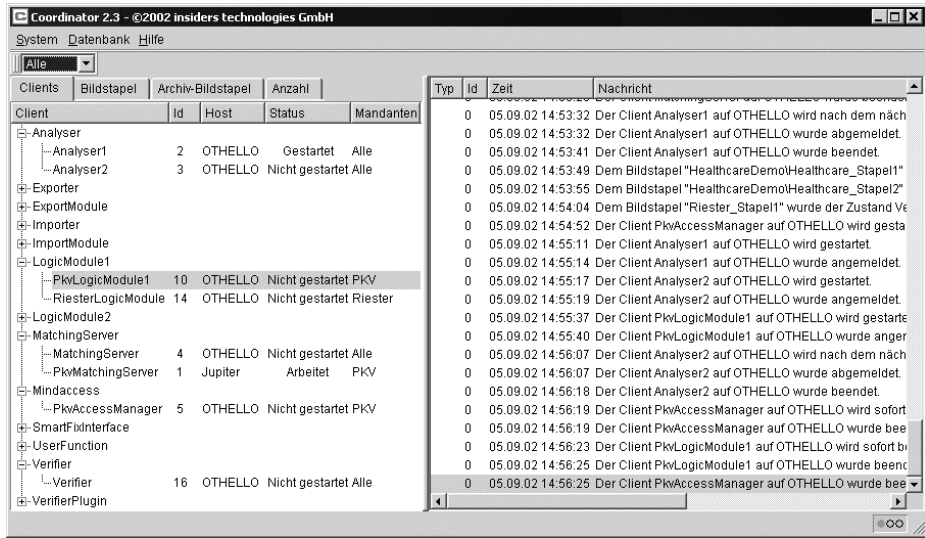 Coordinator 2.3 - ©2002 insiders technologies GmbH
System Datenbank Hilfe
Alle
Clients Bildstapel Archiv-Bildstapel Anzahl
Client Id Host Status Mandanten
Analyser
Analyser1 2 OTHELLO Gestartet Alle
Analyser2 3 OTHELLO Nicht gestartet Alle
Exporter
ExportModule
Importer
ImportModule
LogicModule1
PkvLogicModule1 10 OTHELLO Nicht gestartet PKV
RiesterLogicModule 14 OTHELLO Nicht gestartet Riester
LogicModule2
MatchingServer
MatchingServer 4 OTHELLO Nicht gestartet Alle
PkvMatchingServer 1 Jupiter Arbeitet PKV
Mindaccess
PkvAccessManager 5 OTHELLO Nicht gestartet PKV
SmartFixInterface
UserFunction
Verifier
Verifier 16 OTHELLO Nicht gestartet Alle
VerifierPlugin
Typ Id Zeit Nachricht
0 05.09.02 14:53:32 Der Client Analyser1 auf OTHELLO wird nach dem näch
0 05.09.02 14:53:32 Der Client Analyser1 auf OTHELLO wurde abgemeldet.
0 05.09.02 14:53:41 Der Client Analyser1 auf OTHELLO wurde beendet.
0 05.09.02 14:53:49 Dem Bildstapel "HealthcareDemo\Healthcare_Stapel1"
0 05.09.02 14:53:55 Dem Bildstapel "HealthcareDemo\Healthcare_Stapel2"
0 05.09.02 14:54:04 Dem Bildstapel "Riester_Stapel1" wurde der Zustand Ve
0 05.09.02 14:54:52 Der Client PkvAccessManager auf OTHELLO wird gesta
0 05.09.02 14:55:11 Der Client Analyser1 auf OTHELLO wird gestartet.
0 05.09.02 14:55:14 Der Client Analyser1 auf OTHELLO wurde angemeldet.
0 05.09.02 14:55:17 Der Client Analyser2 auf OTHELLO wird gestartet.
0 05.09.02 14:55:19 Der Client Analyser2 auf OTHELLO wurde angemeldet.
0 05.09.02 14:55:37 Der Client PkvLogicModule1 auf OTHELLO wird gestarte
0 05.09.02 14:55:40 Der Client PkvLogicModule1 auf OTHELLO wurde anger
0 05.09.02 14:56:07 Der Client Analyser2 auf OTHELLO wird nach dem näch
0 05.09.02 14:56:07 Der Client Analyser2 auf OTHELLO wurde abgemeldet.
0 05.09.02 14:56:18 Der Client Analyser2 auf OTHELLO wurde beendet.
0 05.09.02 14:56:19 Der Client PkvAccessManager auf OTHELLO wird sofort
0 05.09.02 14:56:19 Der Client PkvAccessManager auf OTHELLO wurde bee
0 05.09.02 14:56:23 Der Client PkvLogicModule1 auf OTHELLO wird sofort b
0 05.09.02 14:56:25 Der Client PkvLogicModule1 auf OTHELLO wurde beend
0 05.09.02 14:56:25 Der Client PkvAccessManager auf OTHELLO wurde bee